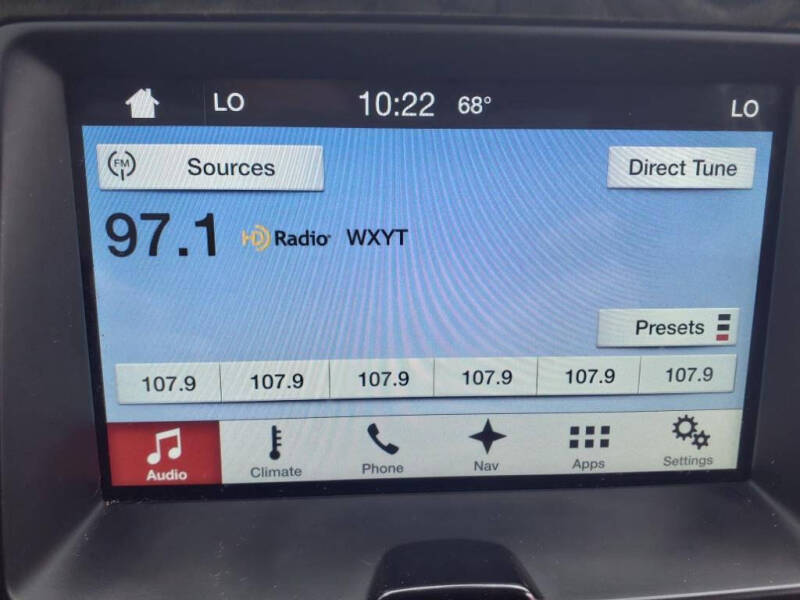 LO 10:22 68° LO
FM Sources Direct Tune
97.1 HD Radio WXYT
Presets
107.9 107.9 107.9 107.9 107.9 107.9
Audio Climate Phone Nav Apps Settings